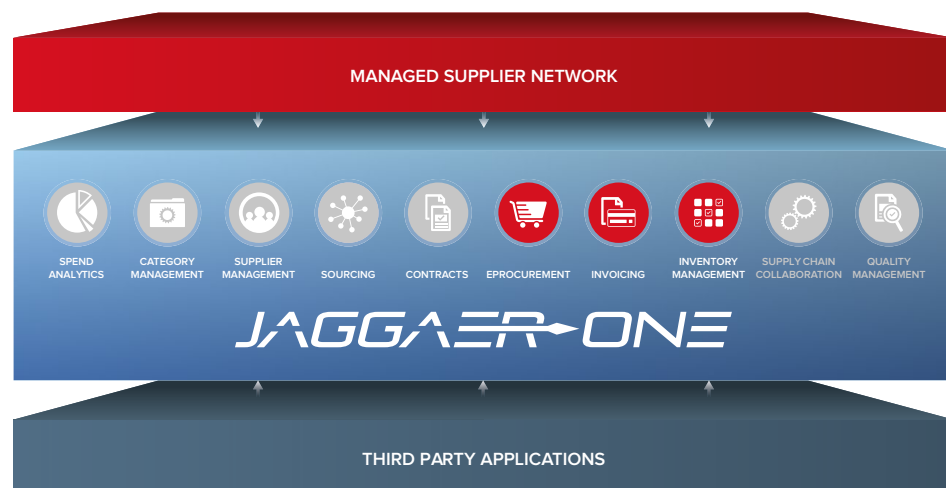 MANAGED SUPPLIER NETWORK
SPEND
ANALYTICS
CATEGORY
MANAGEMENT
SUPPLIER
MANAGEMENT
SOURCING
CONTRACTS
EPROCUREMENT
INVOICING
INVENTORY
MANAGEMENT
SUPPLY CHAIN
COLLABORATION
QUALITY
MANAGEMENT
JAGGAER ONE
THIRD PARTY APPLICATIONS